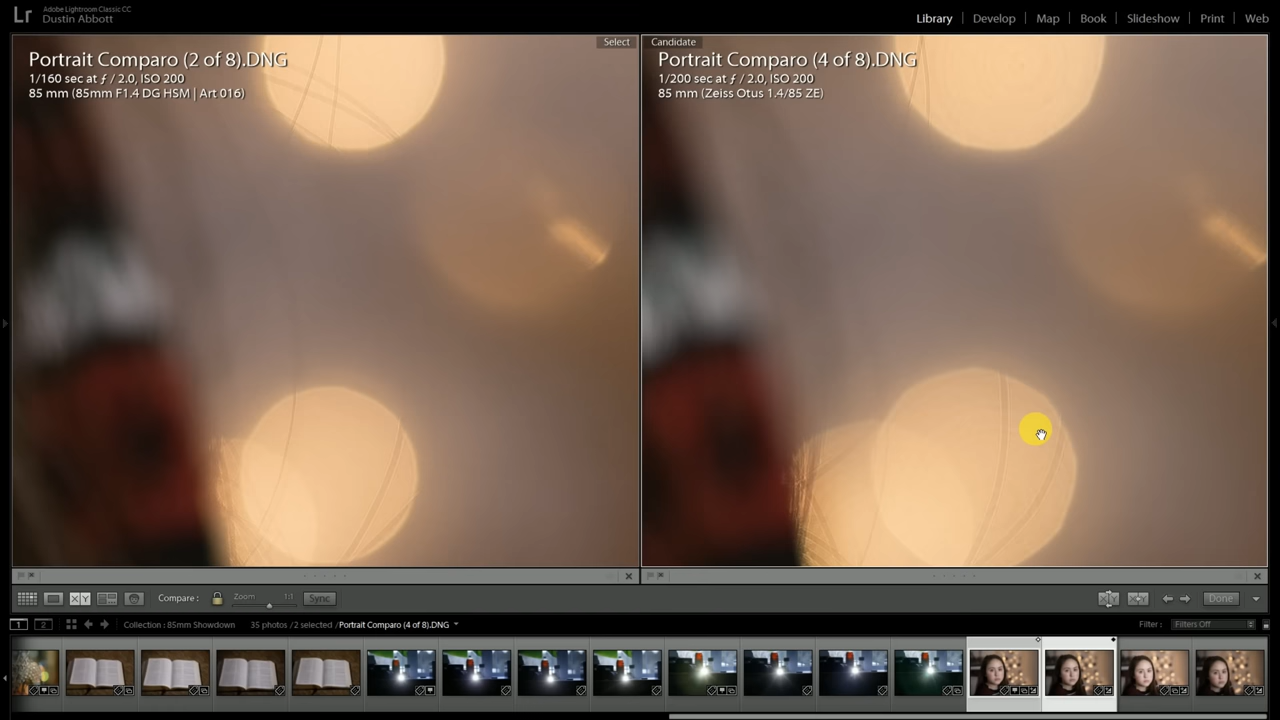 Lr
Adobe Lightroom Classic CC
Dustin Abbott
Library | Develop | Map | Book | Slideshow | Print | Web
Portrait Comparo (2 of 8).DNG
1/160 sec at ƒ / 2.0, ISO 200
85 mm (85mm F1.4 DG HSM | Art 016)
Select
Candidate
Portrait Comparo (4 of 8).DNG
1/200 sec at ƒ / 2.0, ISO 200
85 mm (Zeiss Otus 1.4/85 ZE)
X Y
Compare :
Zoom
1:1
Sync
Done
1
2
Collection : 85mm Showdown
35 photos /2 selected /Portrait Comparo (4 of 8).DNG
Filter :
Filters Off